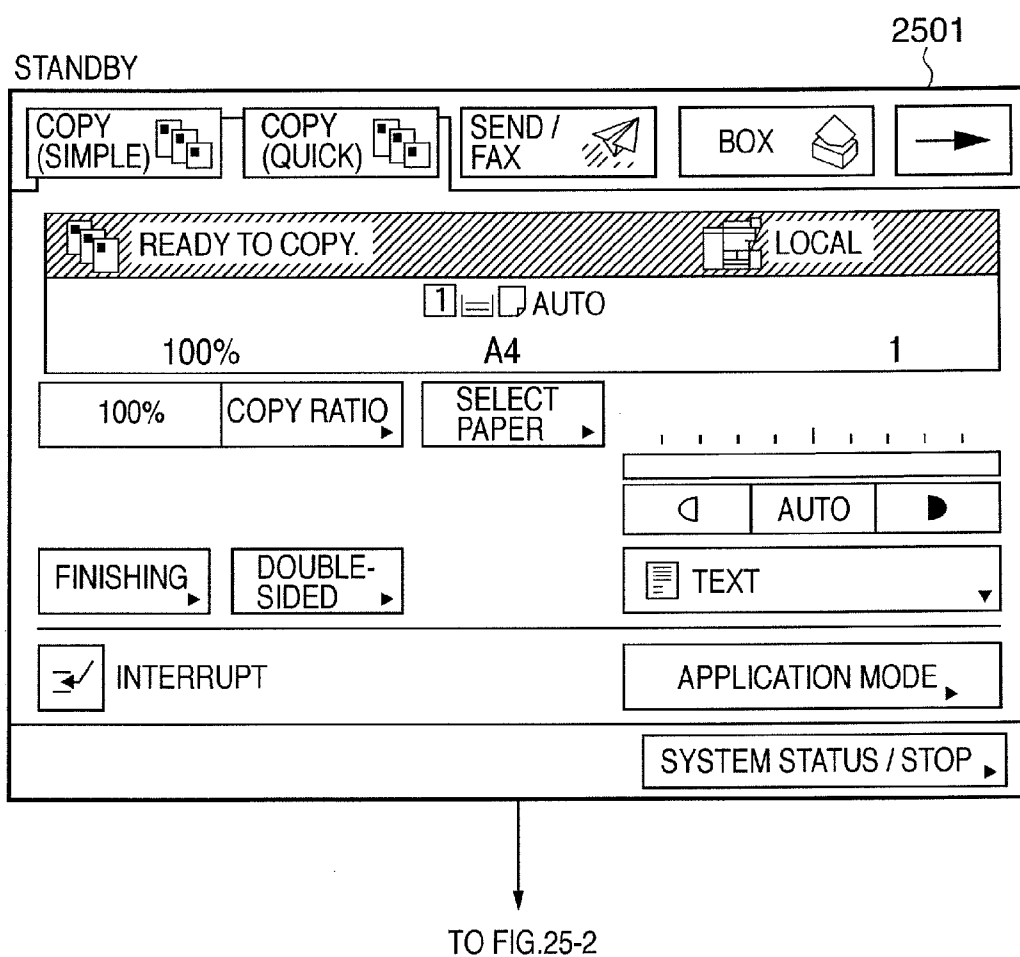 2501
STANDBY
COPY
(SIMPLE)
COPY
(QUICK)
SEND /
FAX
BOX
READY TO COPY.
LOCAL
1 AUTO
100% A4 1
100% COPY RATIO
SELECT
PAPER
AUTO
FINISHING
DOUBLE-
SIDED
TEXT
INTERRUPT
APPLICATION MODE
SYSTEM STATUS / STOP
TO FIG.25-2